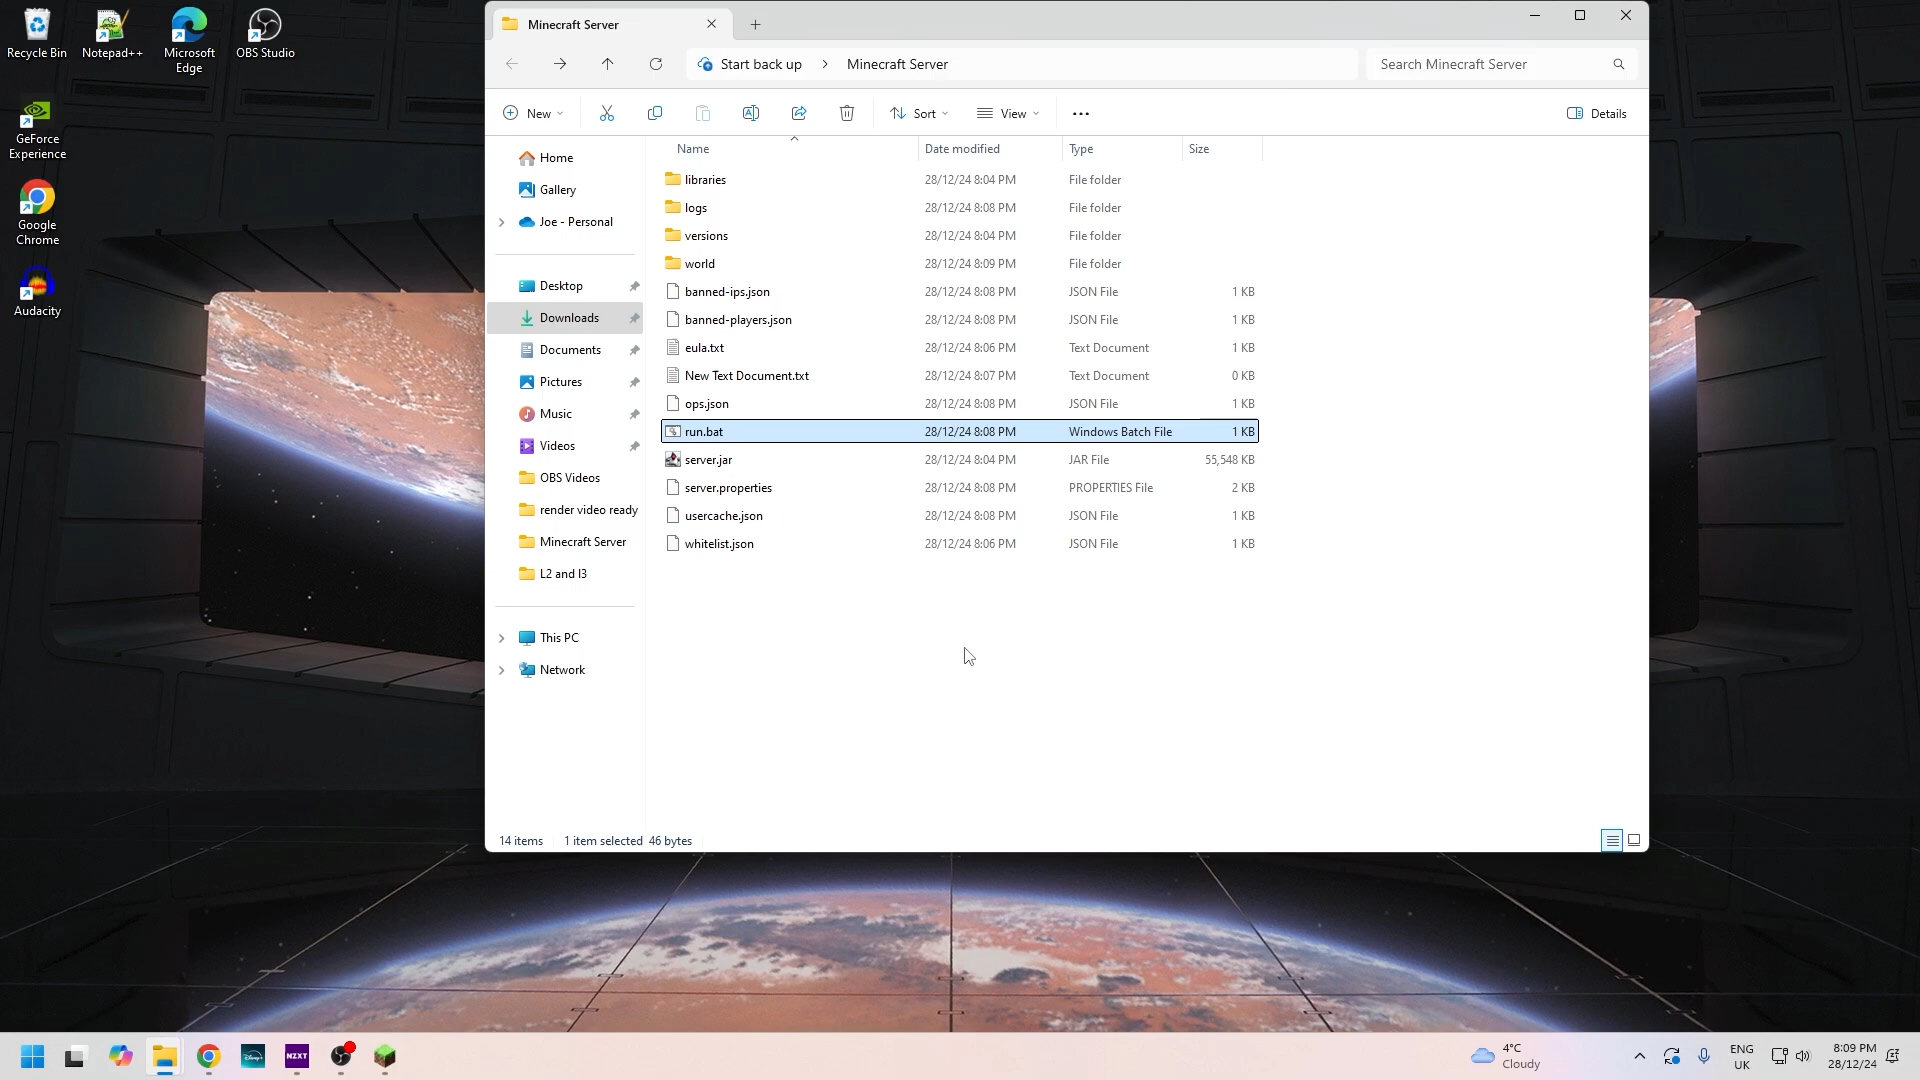 Recycle Bin
Notepad++
Microsoft
Edge
OBS Studio
GeForce
Experience
Google
Chrome
Audacity
Minecraft Server
Start back up
Minecraft Server
Search Minecraft Server
New
Sort
View
Details
Home
Gallery
Joe - Personal
Desktop
Downloads
Documents
Pictures
Music
Videos
OBS Videos
render video ready
Minecraft Server
L2 and l3
This PC
Network
Name Date modified Type Size
libraries 28/12/24 8:04 PM File folder
logs 28/12/24 8:08 PM File folder
versions 28/12/24 8:04 PM File folder
world 28/12/24 8:09 PM File folder
banned-ips.json 28/12/24 8:08 PM JSON File 1 KB
banned-players.json 28/12/24 8:08 PM JSON File 1 KB
eula.txt 28/12/24 8:06 PM Text Document 1 KB
New Text Document.txt 28/12/24 8:07 PM Text Document 0 KB
ops.json 28/12/24 8:08 PM JSON File 1 KB
run.bat 28/12/24 8:08 PM Windows Batch File 1 KB
server.jar 28/12/24 8:04 PM JAR File 55,548 KB
server.properties 28/12/24 8:08 PM PROPERTIES File 2 KB
usercache.json 28/12/24 8:08 PM JSON File 1 KB
whitelist.json 28/12/24 8:06 PM JSON File 1 KB
14 items 1 item selected 46 bytes
Disney+
NZXT
4°C
Cloudy
ENG
UK
8:09 PM
28/12/24